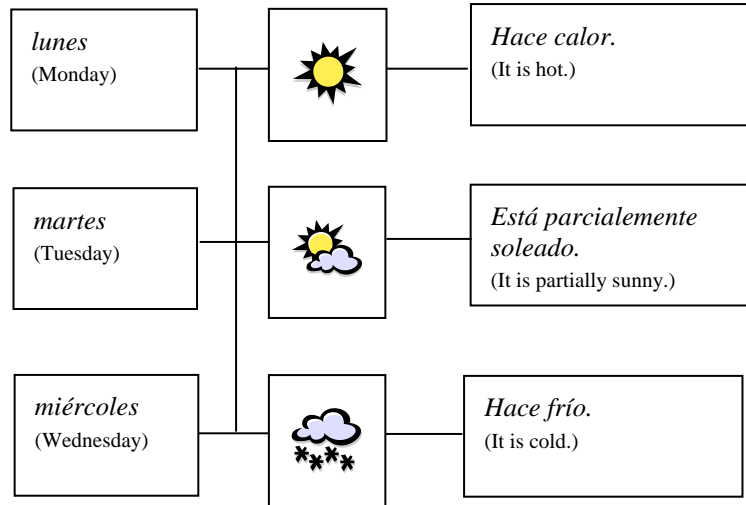 lunes
(Monday)
Hace calor.
(It is hot.)
martes
(Tuesday)
Está parcialemente
soleado.
(It is partially sunny.)
miércoles
(Wednesday)
Hace frío.
(It is cold.)